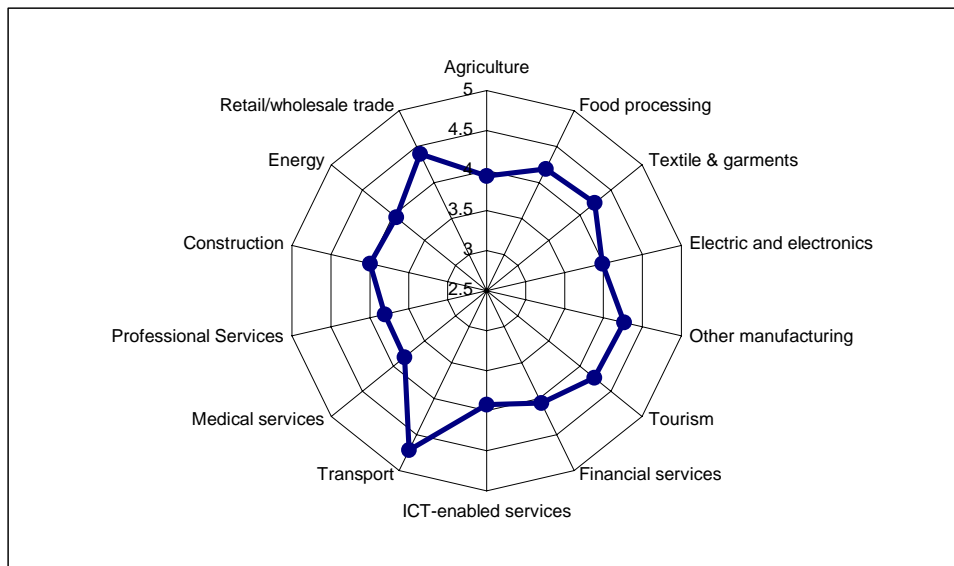 Agriculture
5
Retail/wholesale trade
Food processing
4.5
Energy
Textile & garments
4
3.5
Construction
Electric and electronics
3
2.5
Professional Services
Other manufacturing
Medical services
Tourism
Transport
Financial services
ICT-enabled services